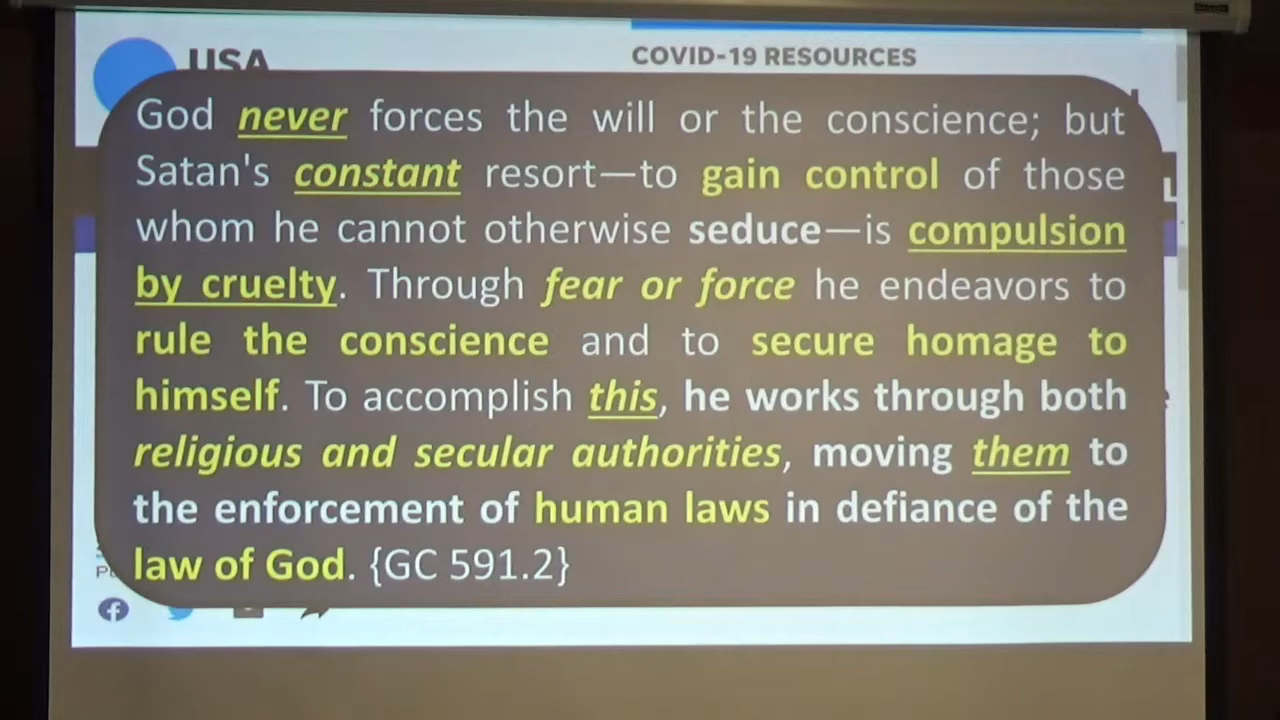 USA
COVID-19 RESOURCES
God never forces the will or the conscience; but
Satan's constant resort—to gain control of those
whom he cannot otherwise seduce—is compulsion
by cruelty. Through fear or force he endeavors to
rule the conscience and to secure homage to
himself. To accomplish this, he works through both
religious and secular authorities, moving them to
the enforcement of human laws in defiance of the
law of God. {GC 591.2}